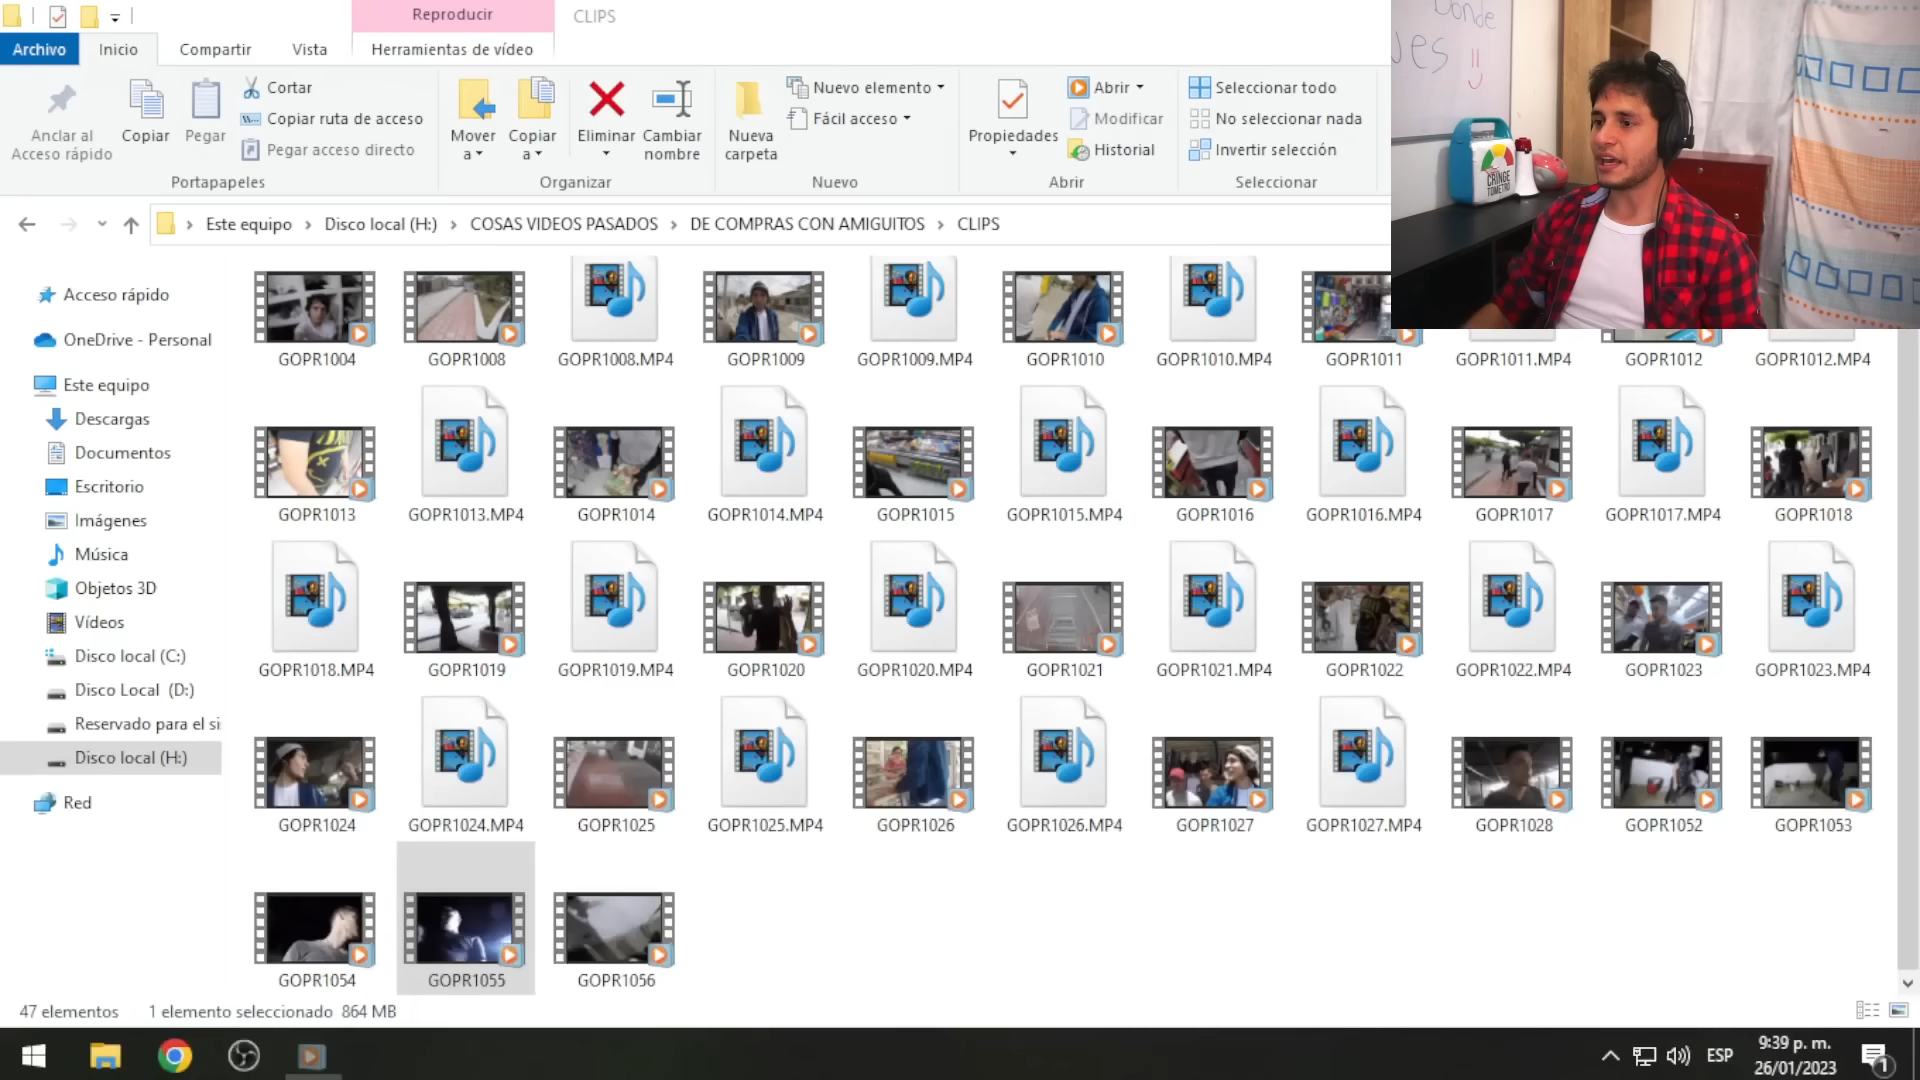 Reproducir
CLIPS
Archivo
Inicio
Compartir
Vista
Herramientas de vídeo
Anclar al
Acceso rápido
Copiar
Pegar
Cortar
Copiar ruta de acceso
Pegar acceso directo
Portapapeles
Mover
a
Copiar
a
Eliminar
Cambiar
nombre
Organizar
Nueva
carpeta
Nuevo elemento
Fácil acceso
Nuevo
Propiedades
Abrir
Modificar
Historial
Abrir
Seleccionar todo
No seleccionar nada
Invertir selección
Seleccionar
Donde
CRINGE
TOMETRO
Este equipo › Disco local (H:) › COSAS VIDEOS PASADOS › DE COMPRAS CON AMIGUITOS › CLIPS
Acceso rápido
OneDrive - Personal
Este equipo
Descargas
Documentos
Escritorio
Imágenes
Música
Objetos 3D
Vídeos
Disco local (C:)
Disco Local (D:)
Reservado para el si
Disco local (H:)
Red
GOPR1004 GOPR1008 GOPR1008.MP4 GOPR1009 GOPR1009.MP4 GOPR1010 GOPR1010.MP4 GOPR1011 GOPR1011.MP4 GOPR1012 GOPR1012.MP4
GOPR1013 GOPR1013.MP4 GOPR1014 GOPR1014.MP4 GOPR1015 GOPR1015.MP4 GOPR1016 GOPR1016.MP4 GOPR1017 GOPR1017.MP4 GOPR1018
GOPR1018.MP4 GOPR1019 GOPR1019.MP4 GOPR1020 GOPR1020.MP4 GOPR1021 GOPR1021.MP4 GOPR1022 GOPR1022.MP4 GOPR1023 GOPR1023.MP4
GOPR1024 GOPR1024.MP4 GOPR1025 GOPR1025.MP4 GOPR1026 GOPR1026.MP4 GOPR1027 GOPR1027.MP4 GOPR1028 GOPR1052 GOPR1053
GOPR1054 GOPR1055 GOPR1056
47 elementos 1 elemento seleccionado 864 MB
ESP
9:39 p. m.
26/01/2023
1